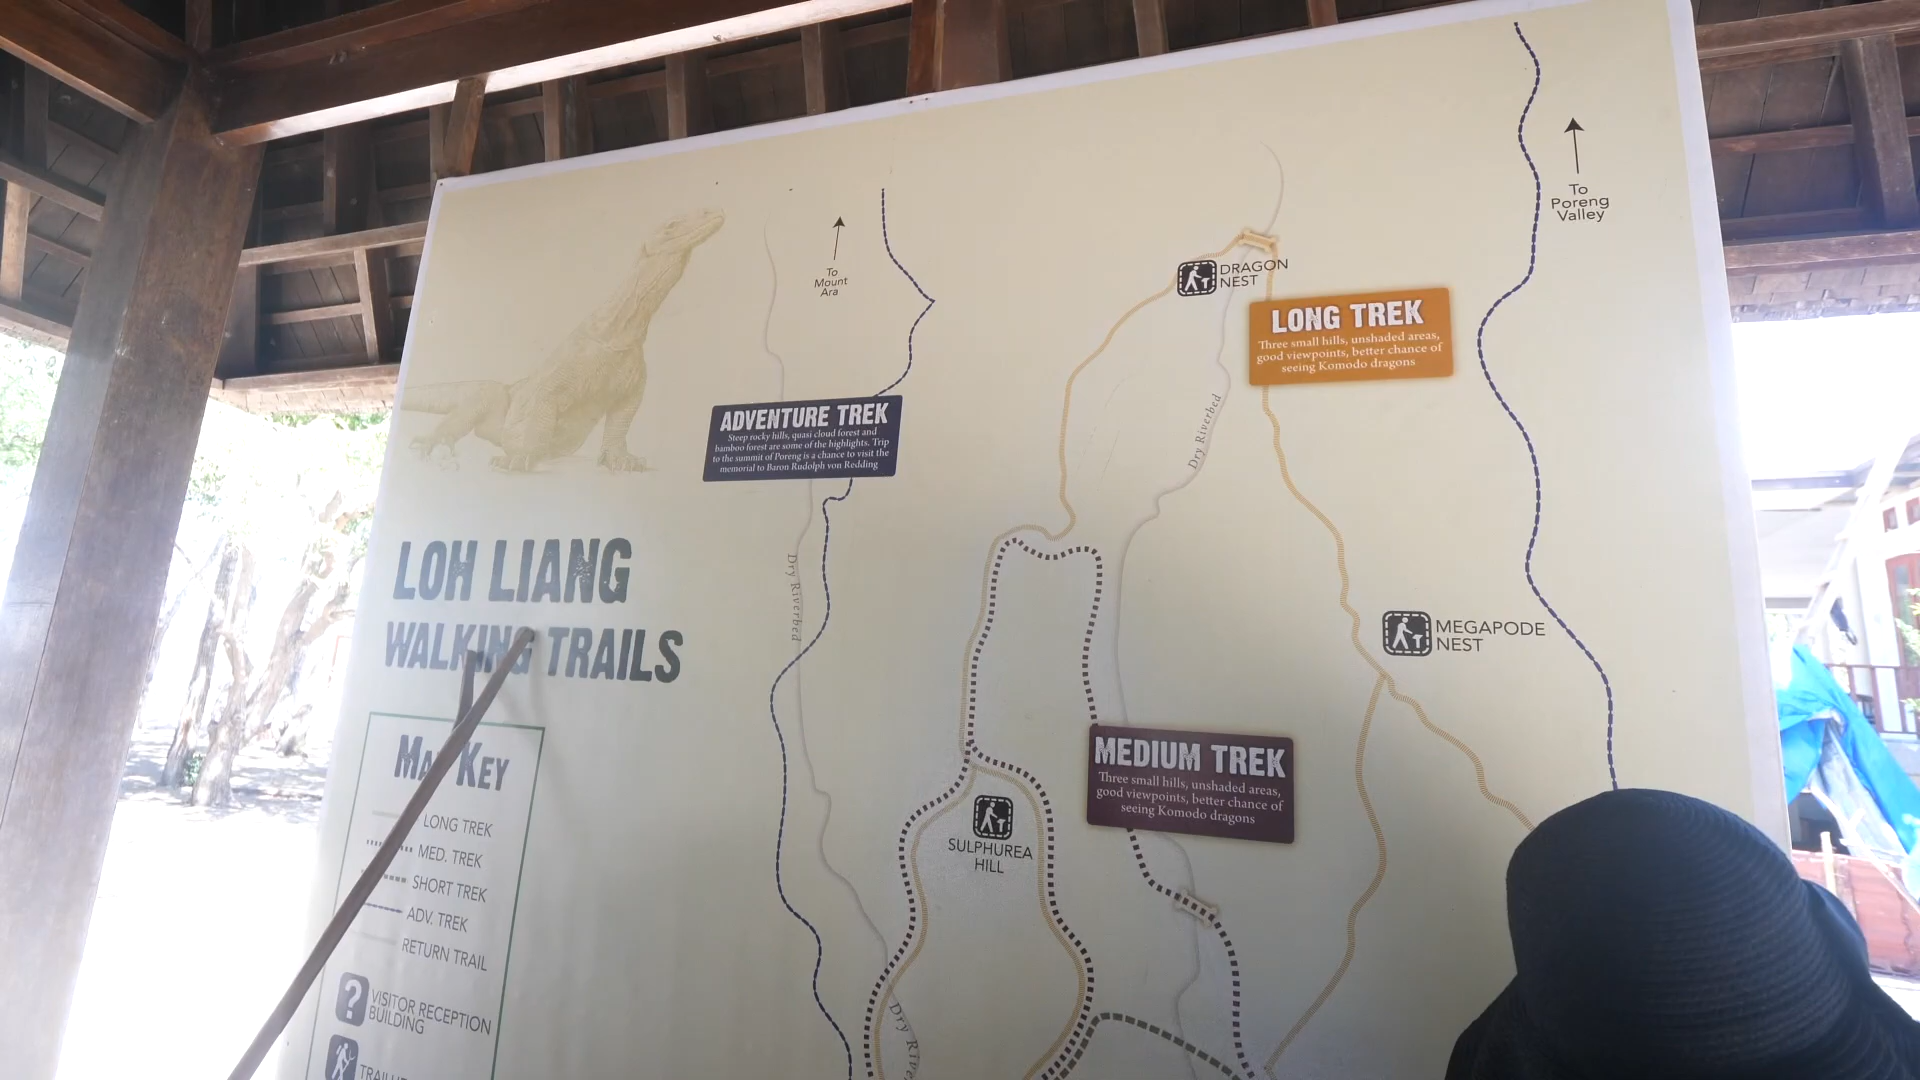 To
Poreng
Valley
To
Mount
Ara
DRAGON
NEST
LONG TREK
Three small hills, unshaded areas,
good viewpoints, better chance of
seeing Komodo dragons
ADVENTURE TREK
Steep rocky hills, quasi cloud forest and
bamboo forest are some of the highlights. Trip
to the summit of Poreng is a chance to visit the
memorial to Baron Rudolph von Redding
Dry Riverbed
Dry Riverbed
LOH LIANG
WALKING TRAILS
MEGAPODE
NEST
MEDIUM TREK
Three small hills, unshaded areas,
good viewpoints, better chance of
seeing Komodo dragons
SULPHUREA
HILL
MAP KEY
LONG TREK
MED. TREK
SHORT TREK
ADV. TREK
RETURN TRAIL
?
VISITOR RECEPTION
BUILDING
Dry